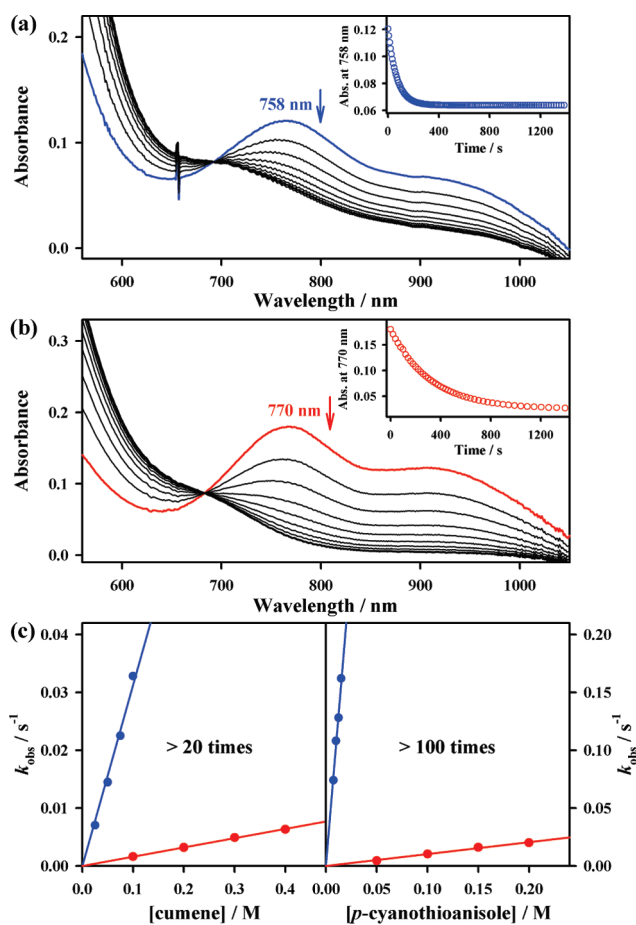 (a)
0.2
0.1
0.0
Absorbance
758 nm
600 700 800 900 1000
Wavelength / nm
0.12
0.10
0.08
0.06
Abs. at 758 nm
0 400 800 1200
Time / s
(b)
0.3
0.2
0.1
0.0
Absorbance
770 nm
600 700 800 900 1000
Wavelength / nm
0.15
0.10
0.05
Abs. at 770 nm
0 400 800 1200
Time / s
(c)
0.04
0.03
0.02
0.01
0.00
kobs / s-1
> 20 times
0.0 0.1 0.2 0.3 0.4
[cumene] / M
> 100 times
0.00 0.05 0.10 0.15 0.20
[p-cyanothioanisole] / M
0.20
0.15
0.10
0.05
0.00
kobs / s-1